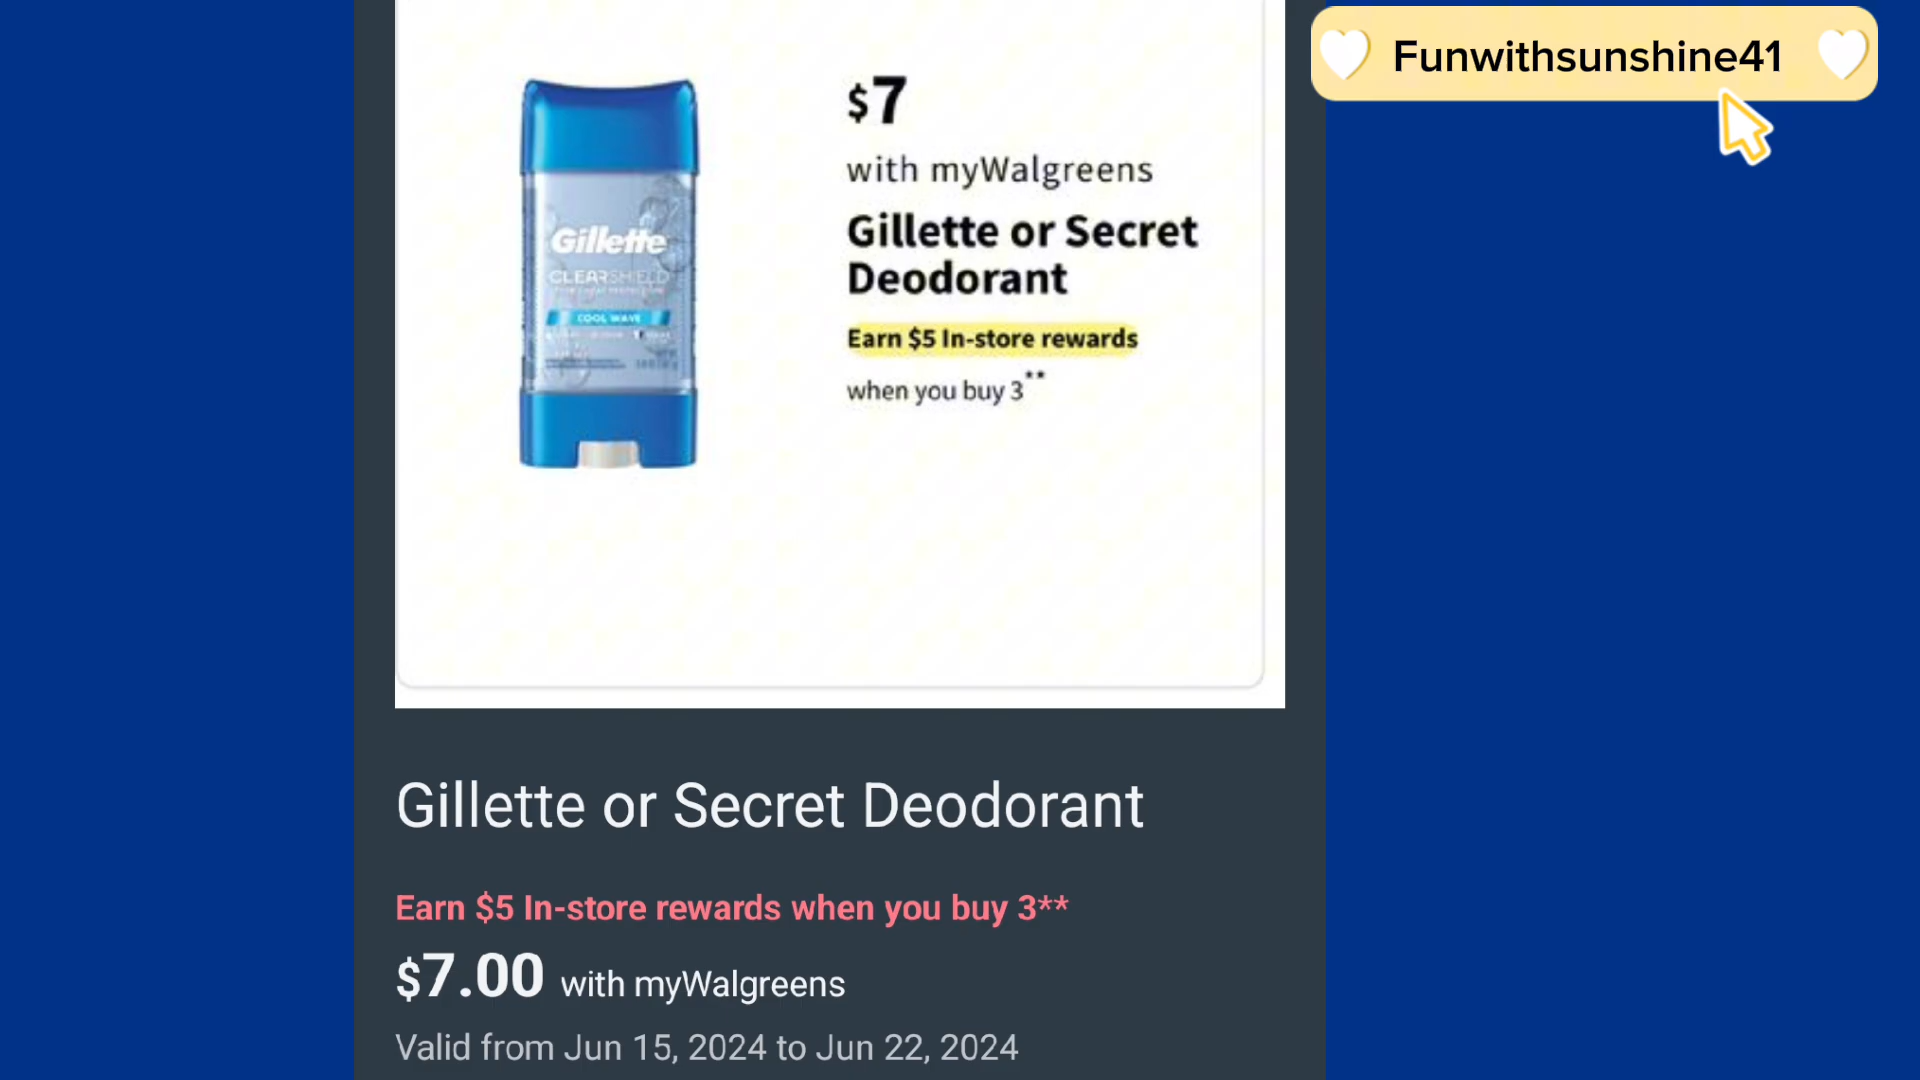 Funwithsunshine41
$7
with myWalgreens
Gillette or Secret
Deodorant
Earn $5 In-store rewards
when you buy 3**
Gillette
CLEARSHIELD
COOL WAVE
Gillette or Secret Deodorant
Earn $5 In-store rewards when you buy 3**
$7.00 with myWalgreens
Valid from Jun 15, 2024 to Jun 22, 2024